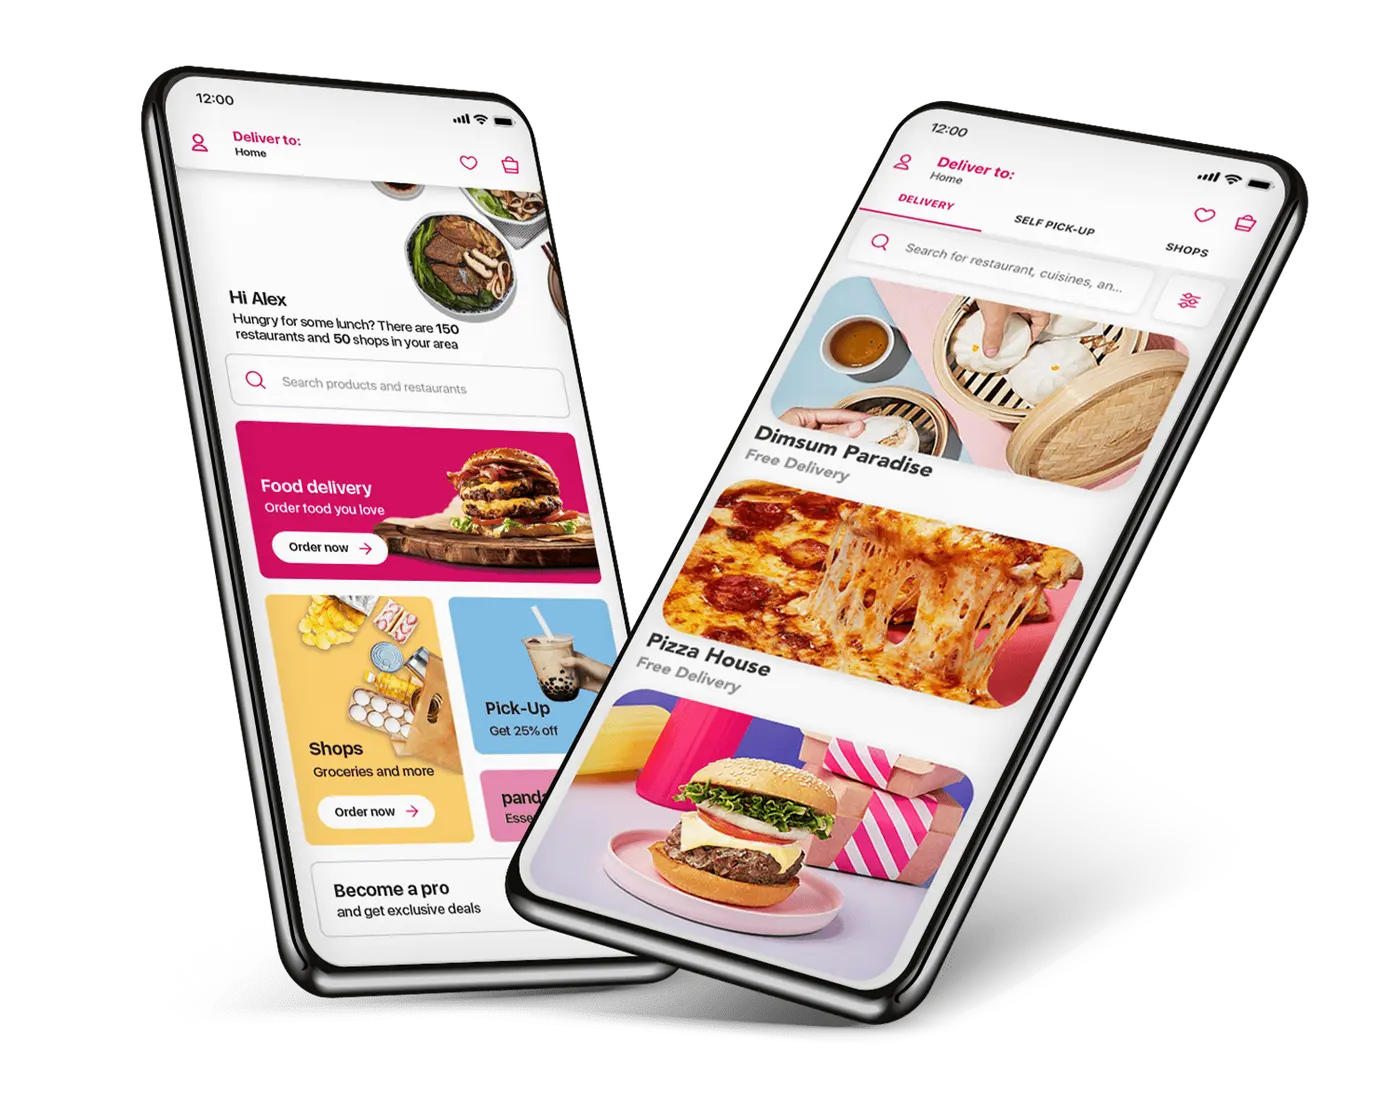 12:00
Deliver to:
Home
Hi Alex
Hungry for some lunch? There are 150
restaurants and 50 shops in your area
Search products and restaurants
Food delivery
Order food you love
Order now
Shops
Groceries and more
Order now
Pick-Up
Get 25% off
panda
Esse
Become a pro
and get exclusive deals
12:00
Deliver to:
Home
DELIVERY
SELF PICK-UP
SHOPS
Search for restaurant, cuisines, an...
Dimsum Paradise
Free Delivery
Pizza House
Free Delivery